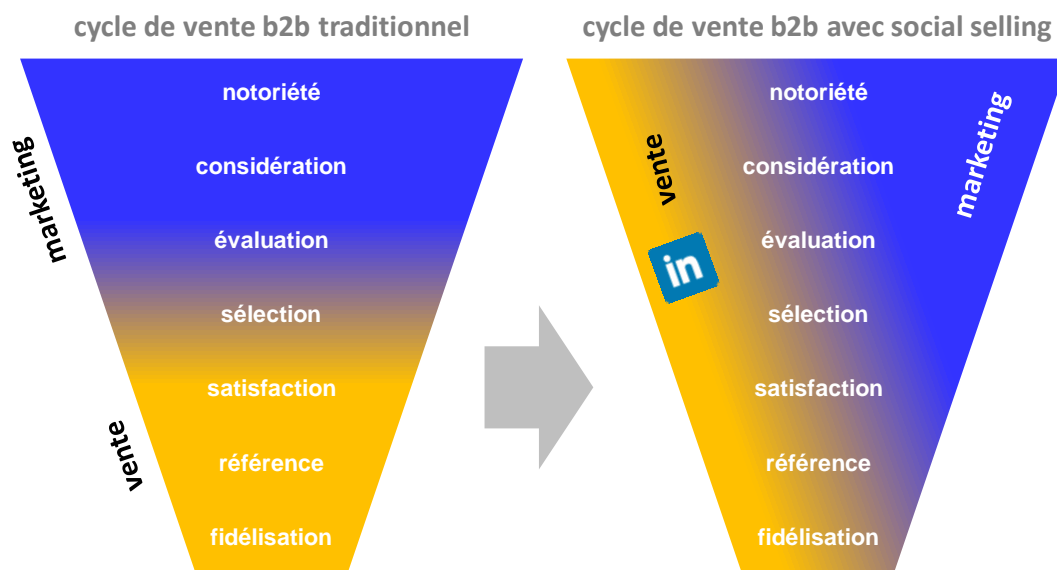 cycle de vente b2b traditionnel
notoriété
considération
évaluation
sélection
satisfaction
référence
fidélisation
marketing
vente
cycle de vente b2b avec social selling
notoriété
considération
évaluation
sélection
satisfaction
référence
fidélisation
vente
in
marketing